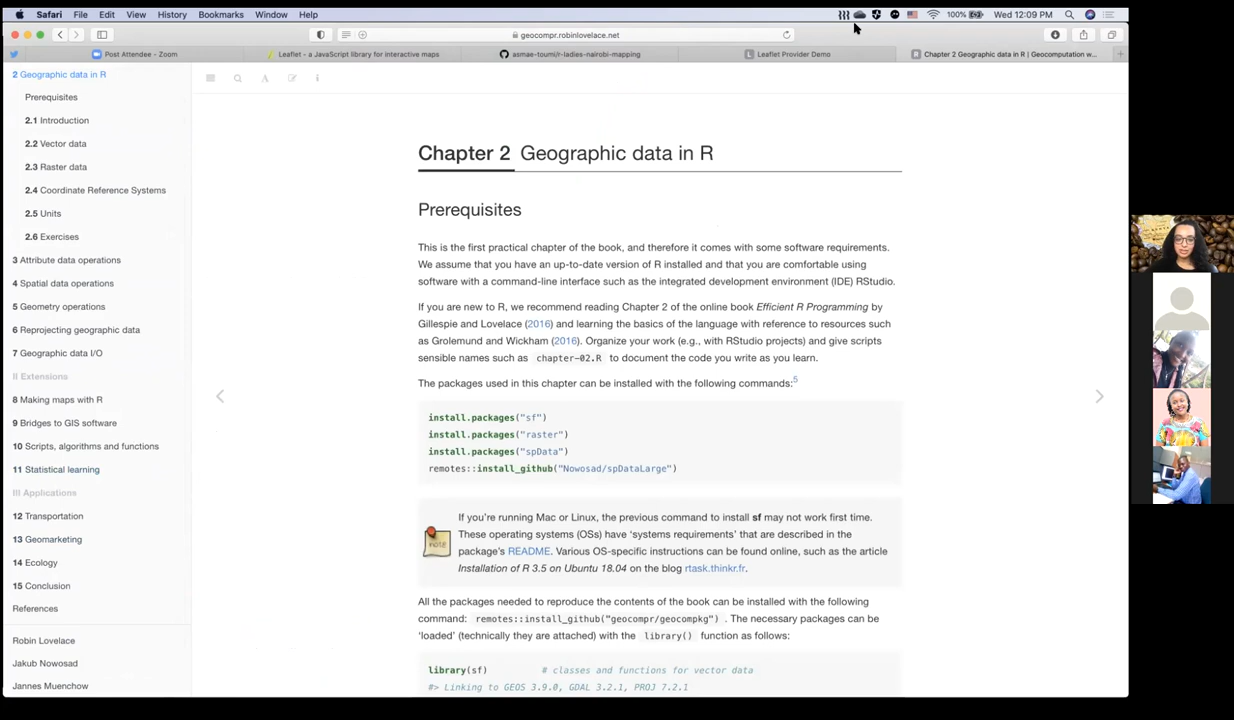 Safari File Edit View History Bookmarks Window Help
100% Wed 12:09 PM
geocompr.robinlovelace.net
Post Attendee - Zoom
Leaflet - a JavaScript library for interactive maps
asmae-toumi/r-ladies-nairobi-mapping
Leaflet Provider Demo
Chapter 2 Geographic data in R | Geocomputation w...
2 Geographic data in R
Prerequisites
2.1 Introduction
2.2 Vector data
2.3 Raster data
2.4 Coordinate Reference Systems
2.5 Units
2.6 Exercises
3 Attribute data operations
4 Spatial data operations
5 Geometry operations
6 Reprojecting geographic data
7 Geographic data I/O
II Extensions
8 Making maps with R
9 Bridges to GIS software
10 Scripts, algorithms and functions
11 Statistical learning
III Applications
12 Transportation
13 Geomarketing
14 Ecology
15 Conclusion
References
Robin Lovelace
Jakub Nowosad
Jannes Muenchow
Chapter 2 Geographic data in R
Prerequisites
This is the first practical chapter of the book, and therefore it comes with some software requirements.
We assume that you have an up-to-date version of R installed and that you are comfortable using
software with a command-line interface such as the integrated development environment (IDE) RStudio.
If you are new to R, we recommend reading Chapter 2 of the online book Efficient R Programming by
Gillespie and Lovelace (2016) and learning the basics of the language with reference to resources such
as Grolemund and Wickham (2016). Organize your work (e.g., with RStudio projects) and give scripts
sensible names such as chapter-02.R to document the code you write as you learn.
The packages used in this chapter can be installed with the following commands:5
install.packages("sf")
install.packages("raster")
install.packages("spData")
remotes::install_github("Nowosad/spDataLarge")
NOTE
If you're running Mac or Linux, the previous command to install sf may not work first time.
These operating systems (OSs) have 'systems requirements' that are described in the
package's README. Various OS-specific instructions can be found online, such as the article
Installation of R 3.5 on Ubuntu 18.04 on the blog rtask.thinkr.fr.
All the packages needed to reproduce the contents of the book can be installed with the following
command: remotes::install_github("geocompr/geocompkg") . The necessary packages can be
'loaded' (technically they are attached) with the library() function as follows:
library(sf) # classes and functions for vector data
#> Linking to GEOS 3.9.0, GDAL 3.2.1, PROJ 7.2.1